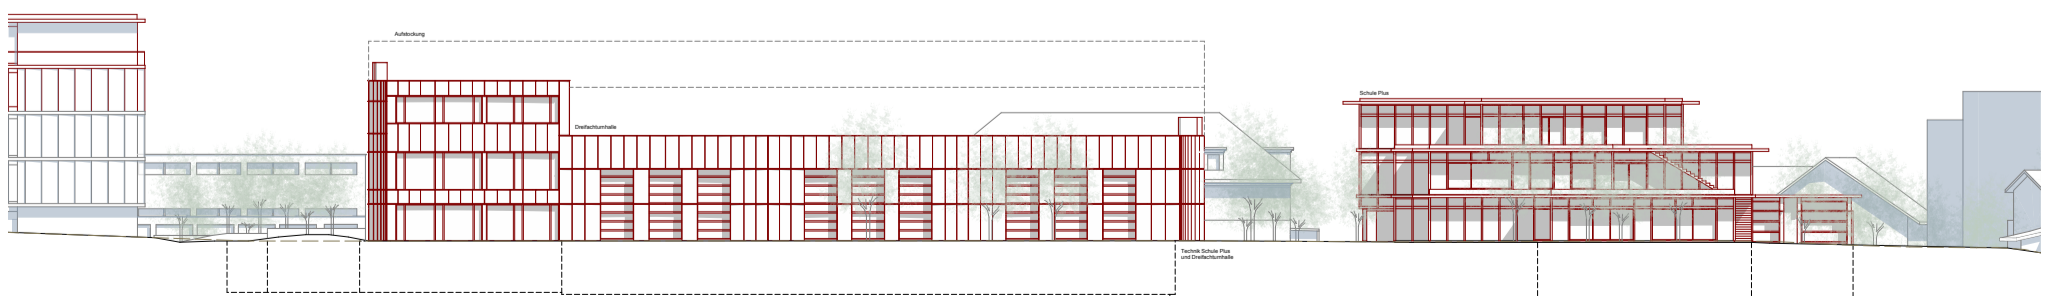 Aufstockung
Dreifachturnhalle
Schule Plus
Technik Schule Plus
und Dreifachturnhalle